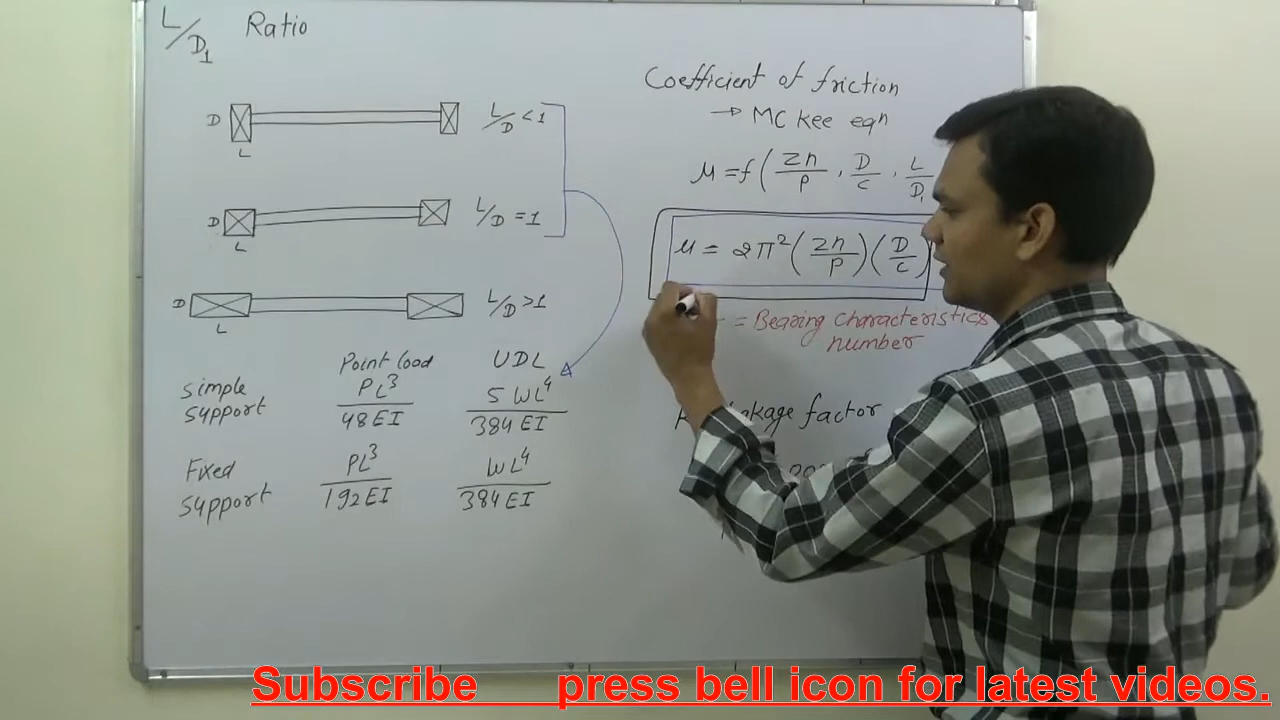 L/D1 Ratio
D L L/D < 1
D L L/D = 1
D L L/D > 1
Point load UDL
Simple support PL³/48EI 5WL⁴/384EI
Fixed support PL³/192EI WL⁴/384EI
Coefficient of friction
→ MC Kee eqn
μ = f (Zn/P, D/C, L/D1
μ = 2π² (Zn/P) (D/C)
= Bearing Characteristics
number
factor
Subscribe press bell icon for latest videos.